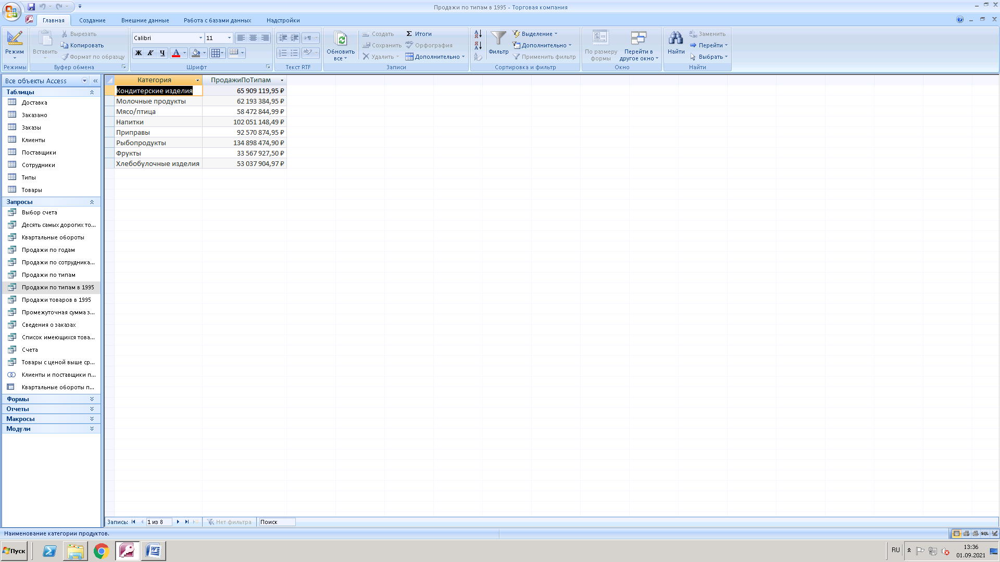 Продажи по типам в 1995 - Торговая компания
Главная Создание Внешние данные Работа с базами данных Надстройки
Режим
Режимы
Вставить
Вырезать
Копировать
Формат по образцу
Буфер обмена
Calibri 11
Ж К Ч А
Шрифт
Текст RTF
Обновить
все
Создать
Сохранить
Удалить
Итоги
Орфография
Дополнительно
Записи
Фильтр
Выделение
Дополнительно
Применить фильтр
Сортировка и фильтр
По размеру
формы
Перейти в
другое окно
Окно
Найти
Заменить
Перейти
Выбрать
Найти
Все объекты Access
Таблицы
Доставка
Заказано
Заказы
Клиенты
Поставщики
Сотрудники
Типы
Товары
Запросы
Выбор счета
Десять самых дорогих то...
Квартальные обороты
Продажи по годам
Продажи по сотрудника...
Продажи по типам
Продажи по типам в 1995
Продажи товаров в 1995
Промежуточная сумма з...
Сведения о заказах
Список имеющихся това...
Счета
Товары с ценой выше ср...
Клиенты и поставщики п...
Квартальные обороты п...
Формы
Отчеты
Макросы
Модули
Категория ПродажиПоТипам
Кондитерские изделия 65 909 119,95 ₽
Молочные продукты 62 193 384,95 ₽
Мясо/птица 58 472 844,99 ₽
Напитки 102 051 148,49 ₽
Приправы 92 570 874,95 ₽
Рыбопродукты 134 898 474,90 ₽
Фрукты 33 567 927,50 ₽
Хлебобулочные изделия 53 037 904,97 ₽
Запись: 1 из 8 Нет фильтра Поиск
Наименование категории продуктов.
SQL
Пуск
RU
13:36
01.09.2021